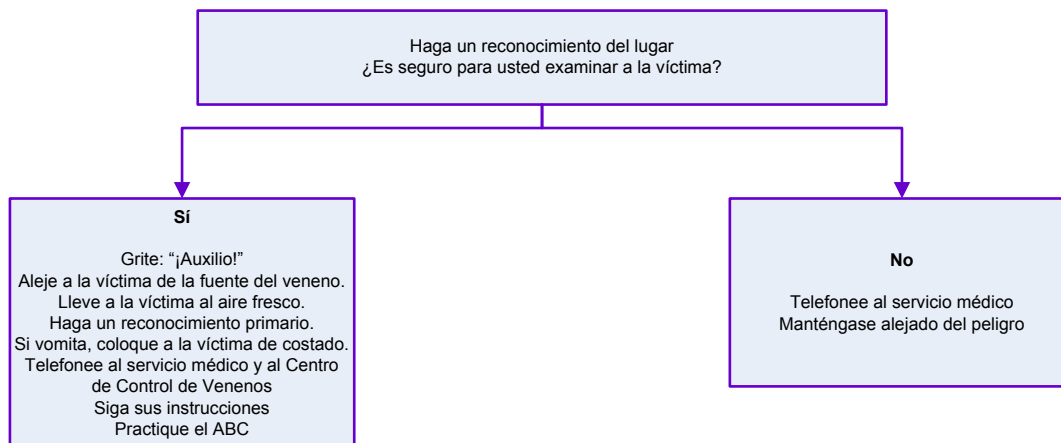 Haga un reconocimiento del lugar
¿Es seguro para usted examinar a la víctima?
Sí
Grite: “¡Auxilio!”
Aleje a la víctima de la fuente del veneno.
Lleve a la víctima al aire fresco.
Haga un reconocimiento primario.
Si vomita, coloque a la víctima de costado.
Telefonee al servicio médico y al Centro
de Control de Venenos
Siga sus instrucciones
Practique el ABC
No
Telefonee al servicio médico
Manténgase alejado del peligro